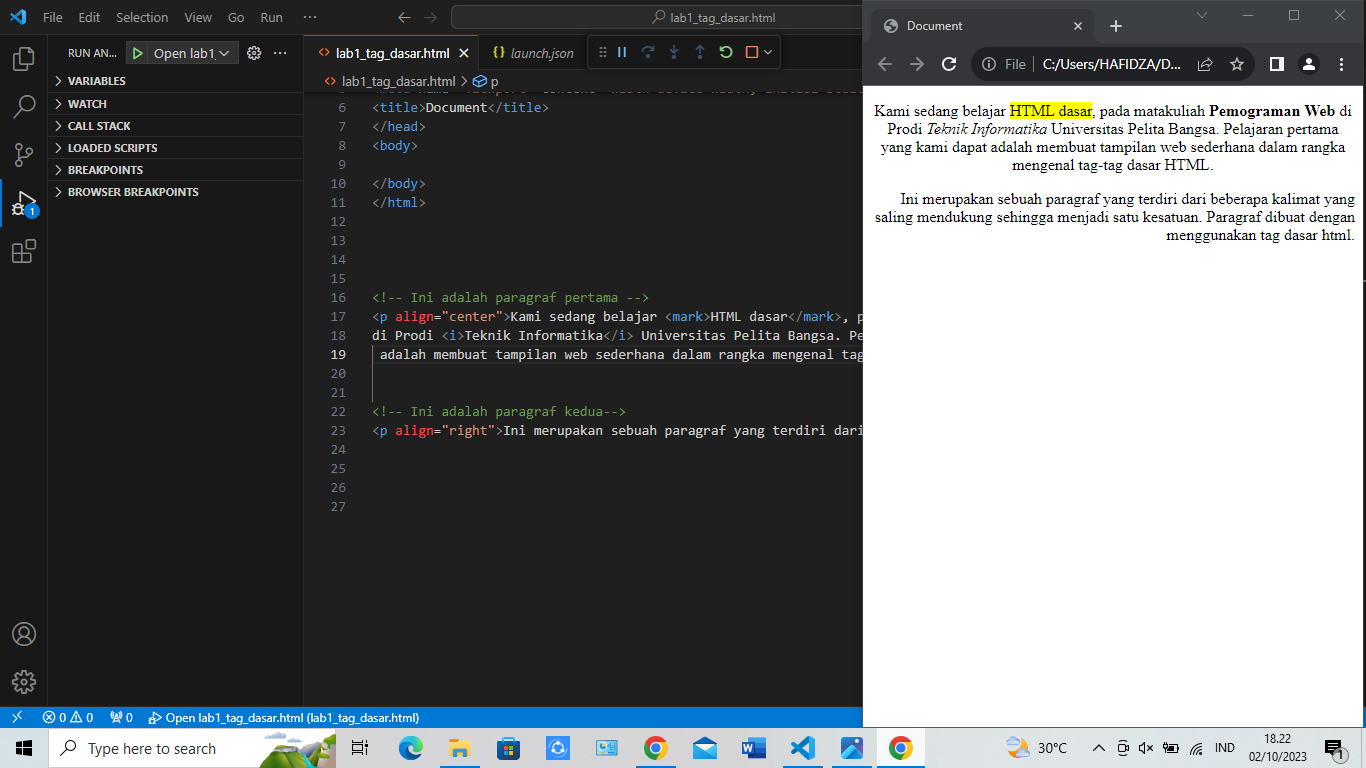 File Edit Selection View Go Run ···
lab1_tag_dasar.html
RUN AN... Open lab1
VARIABLES
WATCH
CALL STACK
LOADED SCRIPTS
BREAKPOINTS
BROWSER BREAKPOINTS
1
lab1_tag_dasar.html
launch.json
lab1_tag_dasar.html > p
6 <title>Document</title>
7 </head>
8 <body>
9
10 </body>
11 </html>
12
13
14
15
16 <!-- Ini adalah paragraf pertama -->
17 <p align="center">Kami sedang belajar <mark>HTML dasar</mark>, p
18 di Prodi <i>Teknik Informatika</i> Universitas Pelita Bangsa. Pe
19 adalah membuat tampilan web sederhana dalam rangka mengenal tag
20
21
22 <!-- Ini adalah paragraf kedua-->
23 <p align="right">Ini merupakan sebuah paragraf yang terdiri dari
24
25
26
27
Document
File C:/Users/HAFIDZA/D...
Kami sedang belajar HTML dasar, pada matakuliah Pemograman Web di
Prodi Teknik Informatika Universitas Pelita Bangsa. Pelajaran pertama
yang kami dapat adalah membuat tampilan web sederhana dalam rangka
mengenal tag-tag dasar HTML.
Ini merupakan sebuah paragraf yang terdiri dari beberapa kalimat yang
saling mendukung sehingga menjadi satu kesatuan. Paragraf dibuat dengan
menggunakan tag dasar html.
0 0 0 Open lab1_tag_dasar.html (lab1_tag_dasar.html)
Type here to search
30°C
IND
18.22
02/10/2023
1